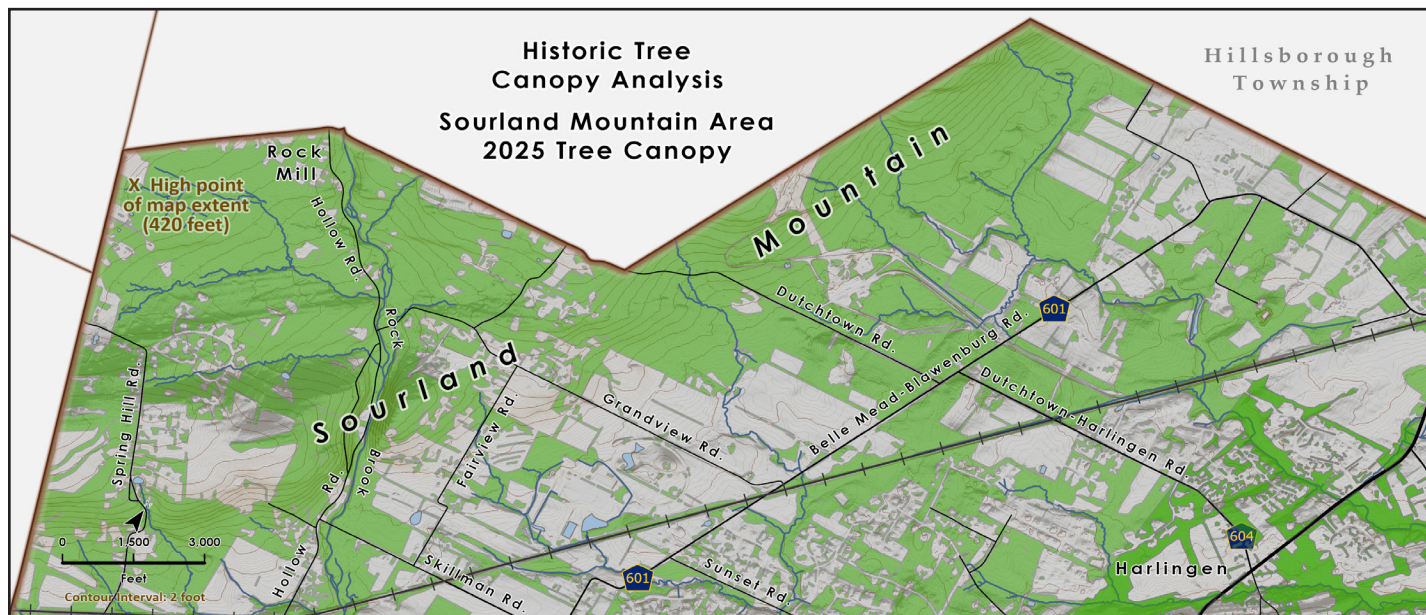 Historic Tree
Canopy Analysis
Sourland Mountain Area
2025 Tree Canopy
Hillsborough
Township
Rock
Mill
X High point
of map extent
(420 feet)
Hollow Rd.
Mountain
Rock
Dutchtown Rd.
601
Belle Mead-Blawenburg Rd.
Sourland
Spring Hill Rd.
Fairview Rd.
Grandview Rd.
Dutchtown-Harlingen Rd.
Rd.
Brook
Hollow
Skillman Rd.
601
Sunset Rd.
604
Harlingen
0 1,500 3,000
Feet
Contour Interval: 2 foot